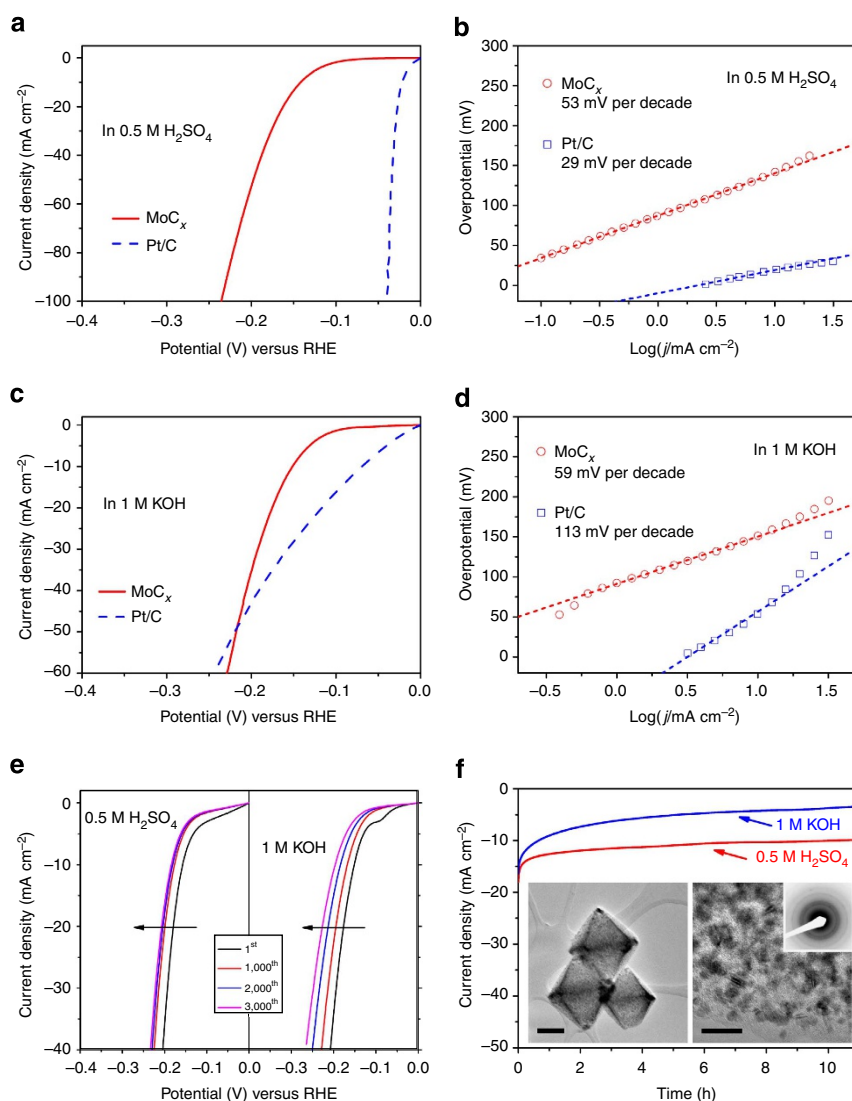 a
0
−20
−40
−60
−80
−100
Current density (mA cm⁻²)
In 0.5 M H₂SO₄
MoCₓ
Pt/C
−0.4 −0.3 −0.2 −0.1 0.0
Potential (V) versus RHE
b
300
250
200
150
100
50
0
Overpotential (mV)
MoCₓ
53 mV per decade
In 0.5 M H₂SO₄
Pt/C
29 mV per decade
−1.0 −0.5 0.0 0.5 1.0 1.5
Log(j/mA cm⁻²)
c
0
−10
−20
−30
−40
−50
−60
Current density (mA cm⁻²)
In 1 M KOH
MoCₓ
Pt/C
−0.4 −0.3 −0.2 −0.1 0.0
Potential (V) versus RHE
d
300
250
200
150
100
50
0
Overpotential (mV)
MoCₓ
59 mV per decade
In 1 M KOH
Pt/C
113 mV per decade
−0.5 0.0 0.5 1.0 1.5
Log(j/mA cm⁻²)
e
0
−10
−20
−30
−40
Current density (mA cm⁻²)
0.5 M H₂SO₄
1 M KOH
1ˢᵗ
1,000ᵗʰ
2,000ᵗʰ
3,000ᵗʰ
−0.4 −0.3 −0.2 −0.1 −0.0 −0.3 −0.2 −0.1 0.0
Potential (V) versus RHE
f
0
−10
−20
−30
−40
−50
Current density (mA cm⁻²)
1 M KOH
0.5 M H₂SO₄
0 2 4 6 8 10
Time (h)